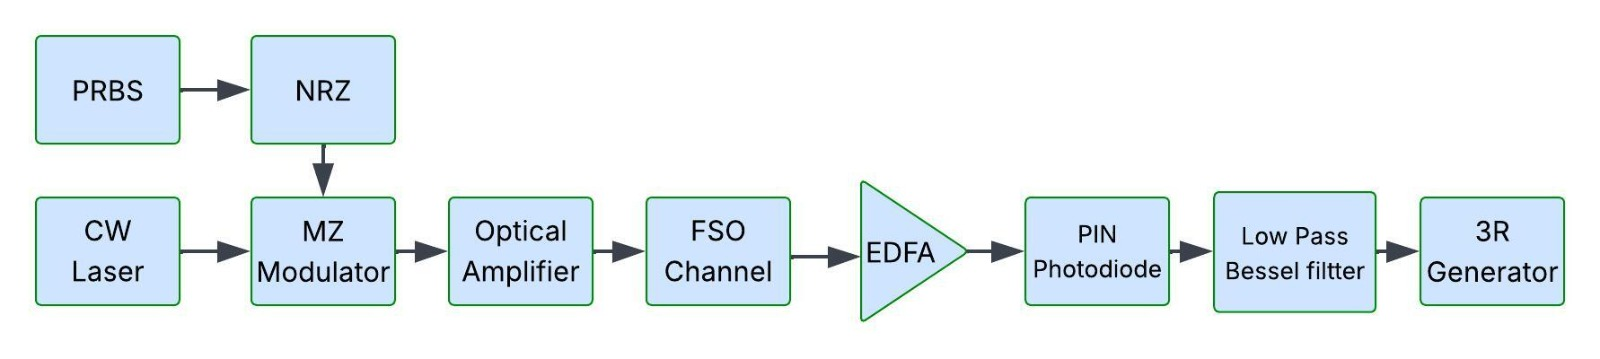 PRBS
NRZ
CW
Laser
MZ
Modulator
Optical
Amplifier
FSO
Channel
EDFA
PIN
Photodiode
Low Pass
Bessel filtter
3R
Generator